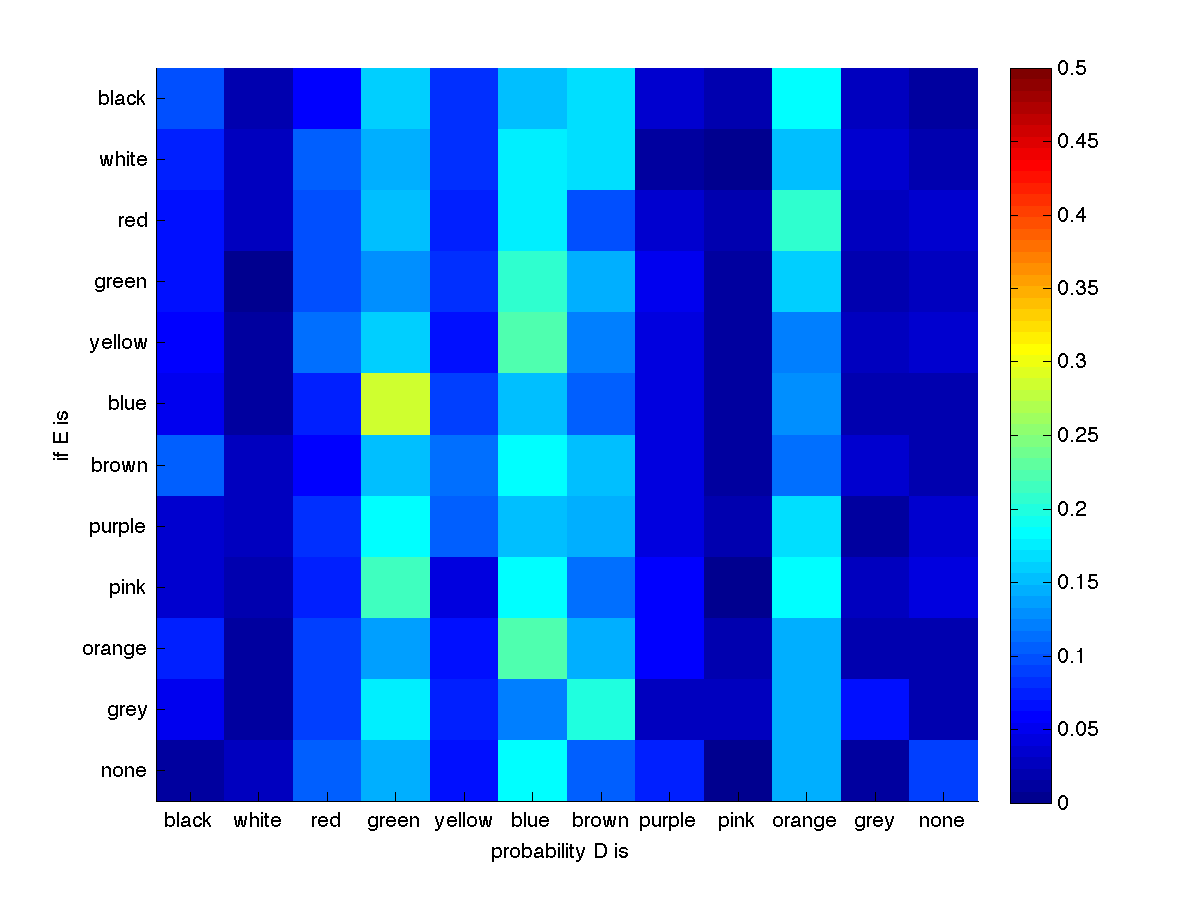 black
white
red
green
yellow
blue
brown
purple
pink
orange
grey
none
if E is
black white red green yellow blue brown purple pink orange grey none
probability D is
0.5
0.45
0.4
0.35
0.3
0.25
0.2
0.15
0.1
0.05
0